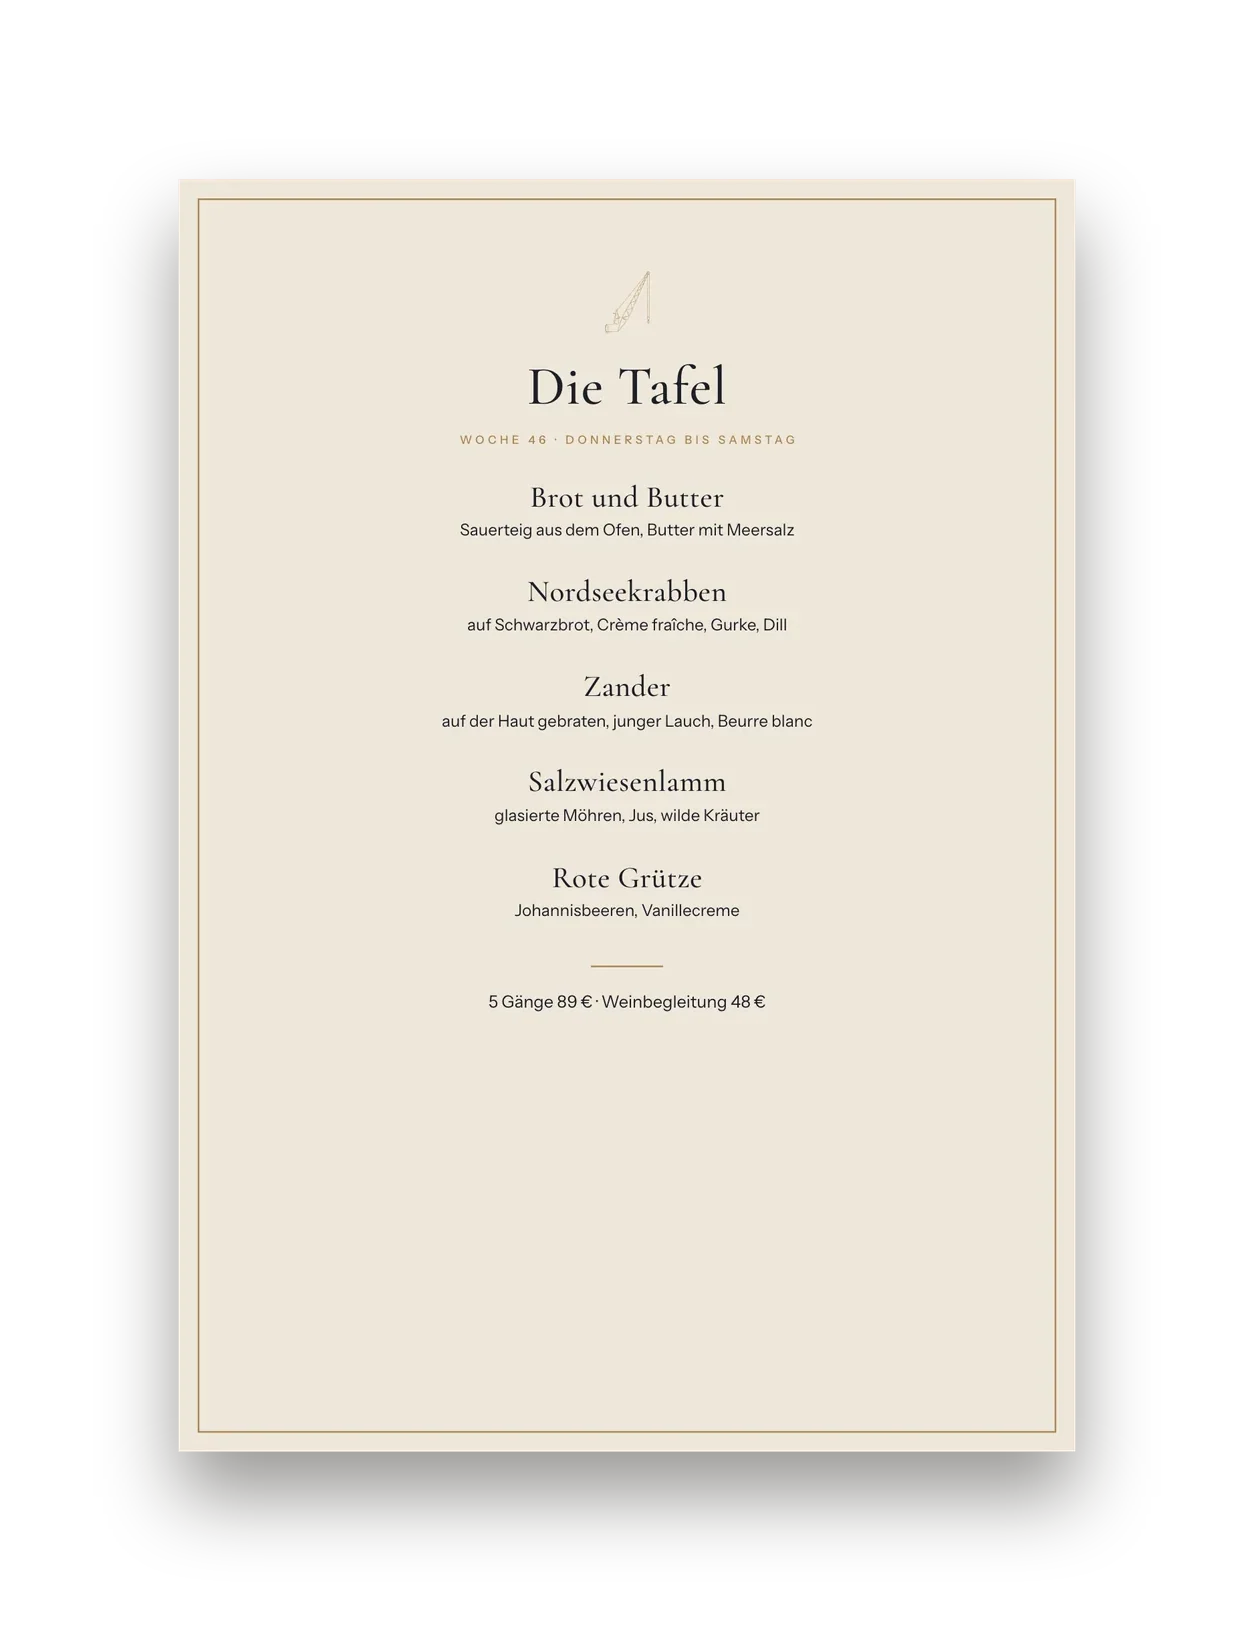 Die Tafel
WOCHE 46 · DONNERSTAG BIS SAMSTAG
Brot und Butter
Sauerteig aus dem Ofen, Butter mit Meersalz
Nordseekrabben
auf Schwarzbrot, Crème fraîche, Gurke, Dill
Zander
auf der Haut gebraten, junger Lauch, Beurre blanc
Salzwiesenlamm
glasierte Möhren, Jus, wilde Kräuter
Rote Grütze
Johannisbeeren, Vanillecreme
5 Gänge 89 € · Weinbegleitung 48 €